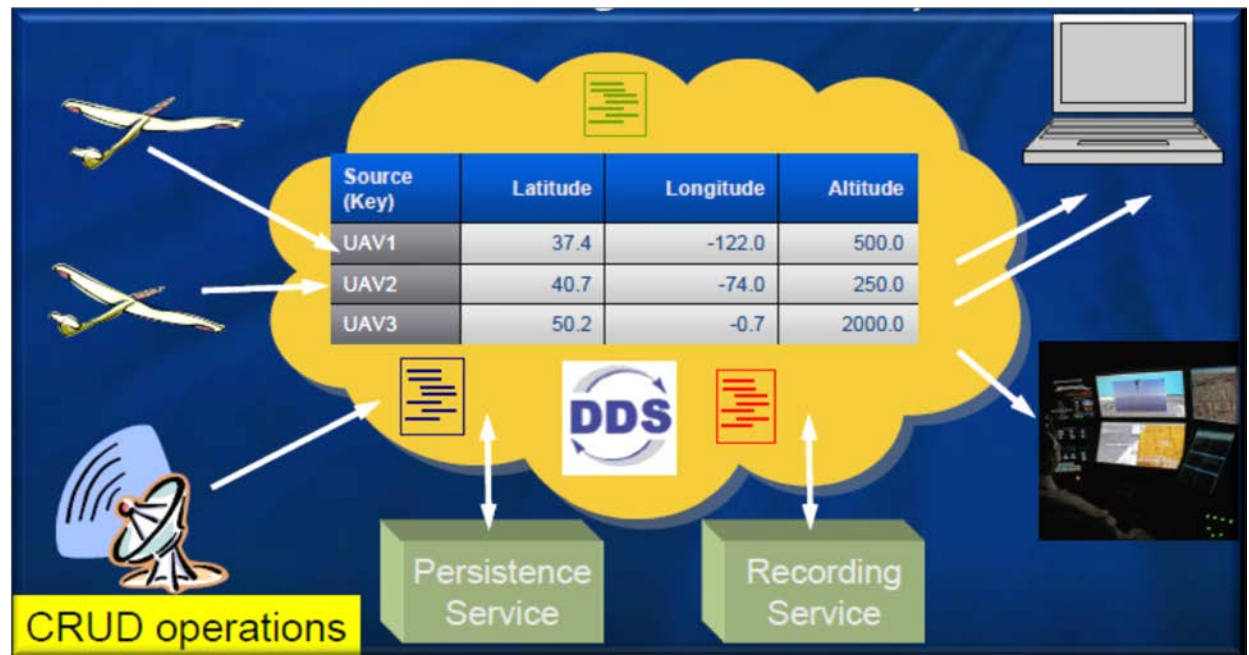 Source (Key) Latitude Longitude Altitude
UAV1 37.4 -122.0 500.0
UAV2 40.7 -74.0 250.0
UAV3 50.2 -0.7 2000.0
DDS
Persistence
Service
Recording
Service
CRUD operations